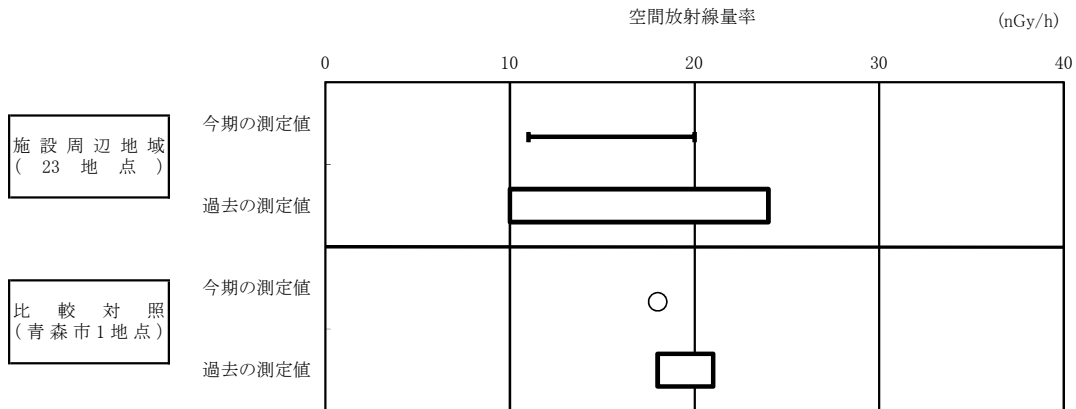 空間放射線量率
(nGy/h)
0 10 20 30 40
施設周辺地域
( 23 地点 )
今期の測定値
過去の測定値
比較対照
(青森市1地点)
今期の測定値
過去の測定値